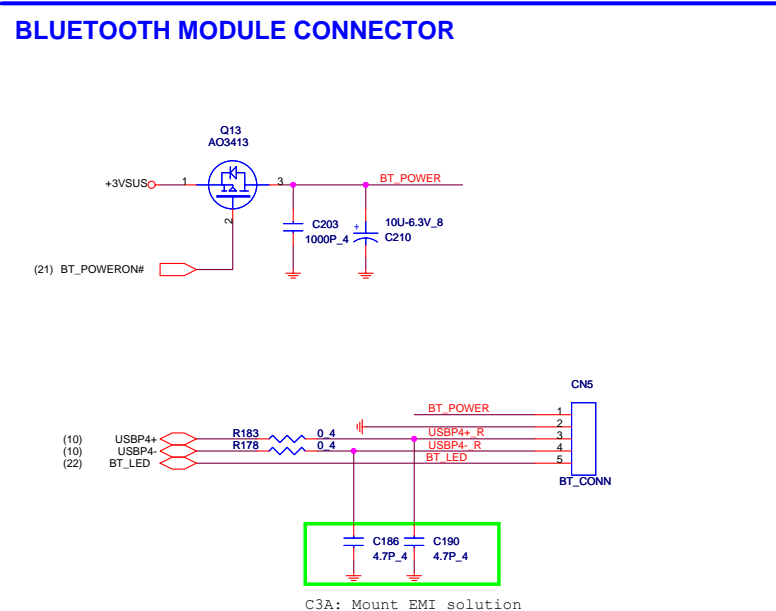 BLUETOOTH MODULE CONNECTOR
Q13
AO3413
+3VSUS 1 3 BT_POWER
2
C203
1000P_4
+ 10U-6.3V_8
C210
(21) BT_POWERON#
CN5
BT_POWER 1
2
(10) USBP4+ R183 0_4 USBP4+_R 3
(10) USBP4- R178 0_4 USBP4-_R 4
(22) BT_LED BT_LED 5
BT_CONN
C186 C190
4.7P_4 4.7P_4
C3A: Mount EMI solution